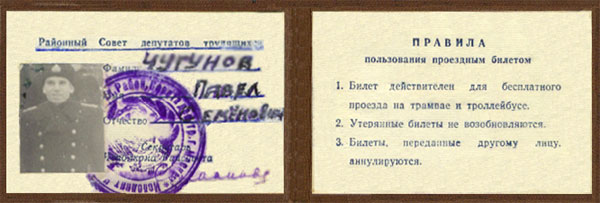 Районный Совет депутатов трудящихся
ЧУГУНОВ
ПАВЕЛ
Отчество
Секретарь
ПРАВИЛА
пользования проездным билетом
1. Билет действителен для бесплатного
проезда на трамвае и троллейбусе.
2. Утерянные билеты не возобновляются.
3. Билеты, переданные другому лицу,
аннулируются.